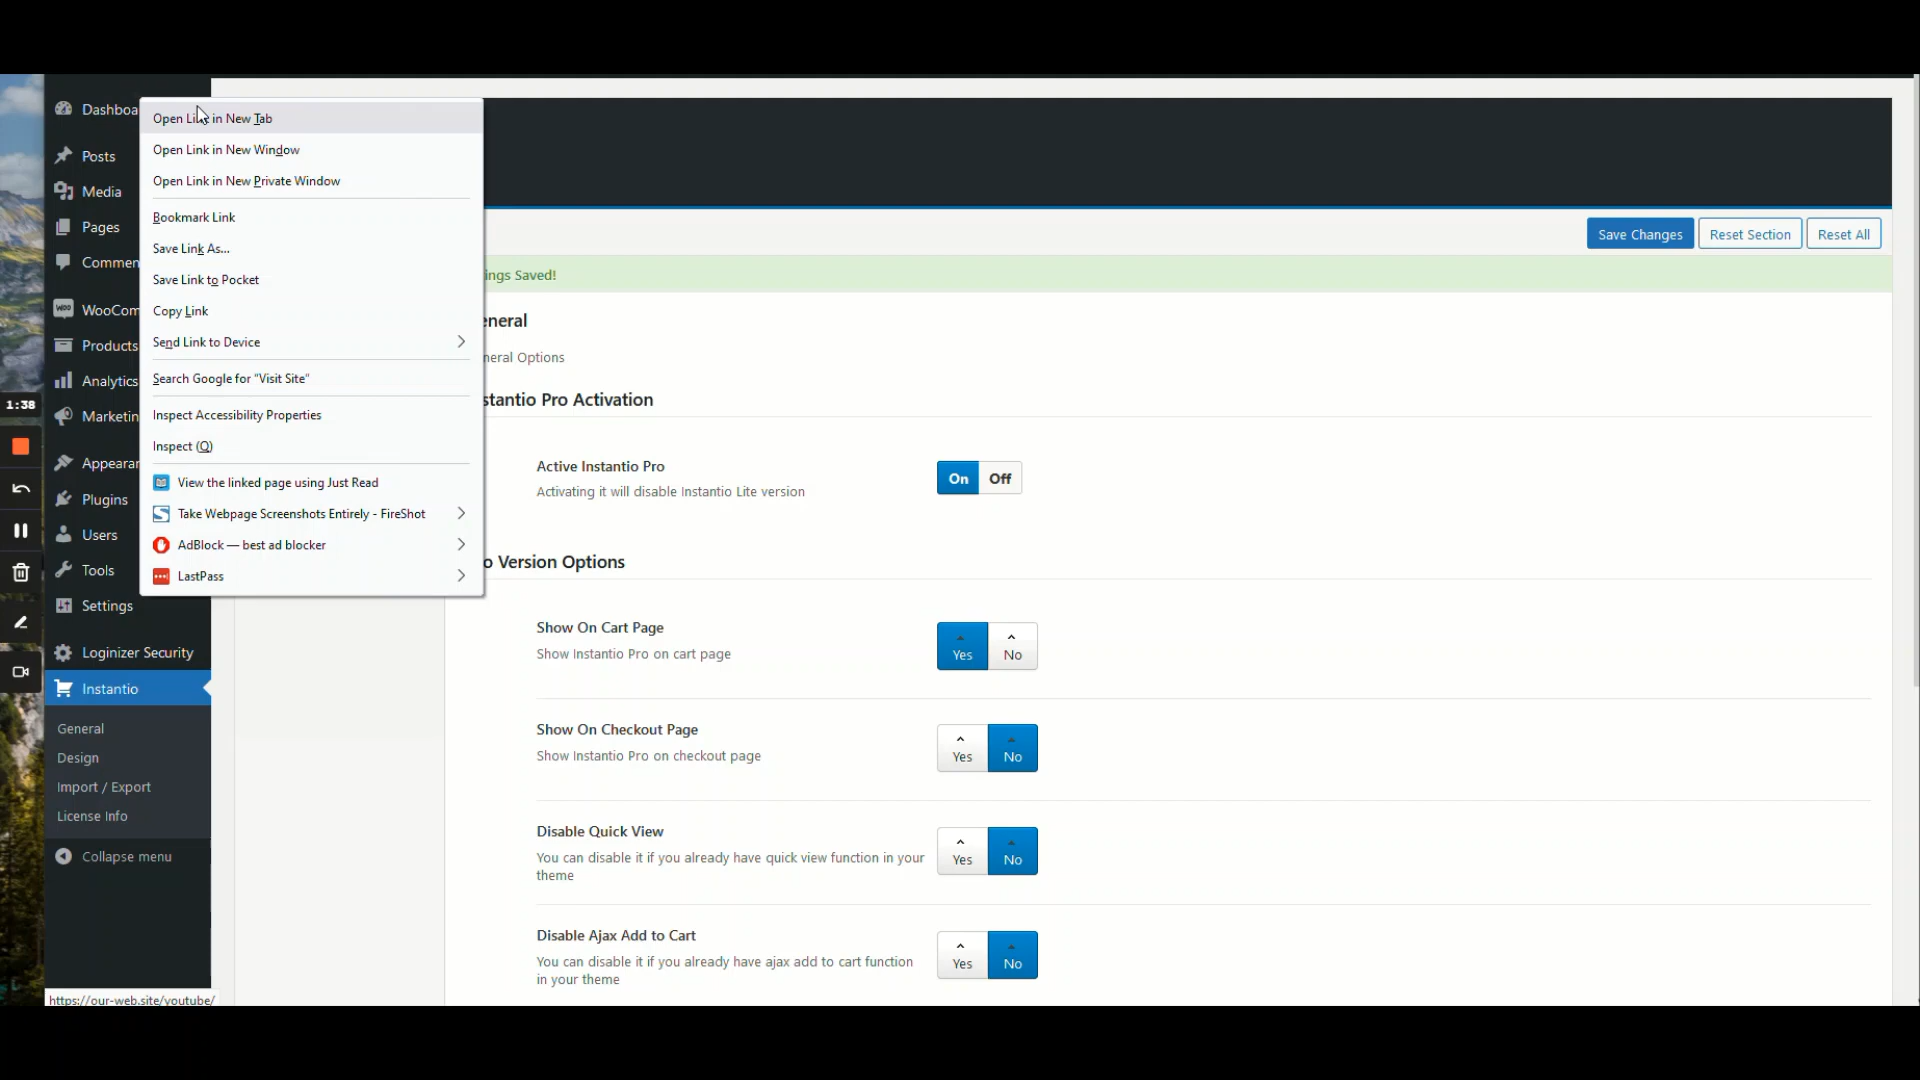 Dashboa
Posts
Media
Pages
Commen
WooCom
Products
Analytics
Marketin
Appearan
Plugins
Users
Tools
Settings
Loginizer Security
Instantio
General
Design
Import / Export
License Info
Collapse menu
1:38
Open Link in New Tab
Open Link in New Window
Open Link in New Private Window
Bookmark Link
Save Link As...
Save Link to Pocket
Copy Link
Send Link to Device
Search Google for "Visit Site"
Inspect Accessibility Properties
Inspect (Q)
View the linked page using Just Read
Take Webpage Screenshots Entirely - FireShot
AdBlock — best ad blocker
LastPass
Save Changes Reset Section Reset All
ings Saved!
eneral
neral Options
stantio Pro Activation
Active Instantio Pro
Activating it will disable Instantio Lite version
On Off
o Version Options
Show On Cart Page
Show Instantio Pro on cart page
Yes No
Show On Checkout Page
Show Instantio Pro on checkout page
Yes No
Disable Quick View
You can disable it if you already have quick view function in your
theme
Yes No
Disable Ajax Add to Cart
You can disable it if you already have ajax add to cart function
in your theme
Yes No
https://our-web.site/youtube/